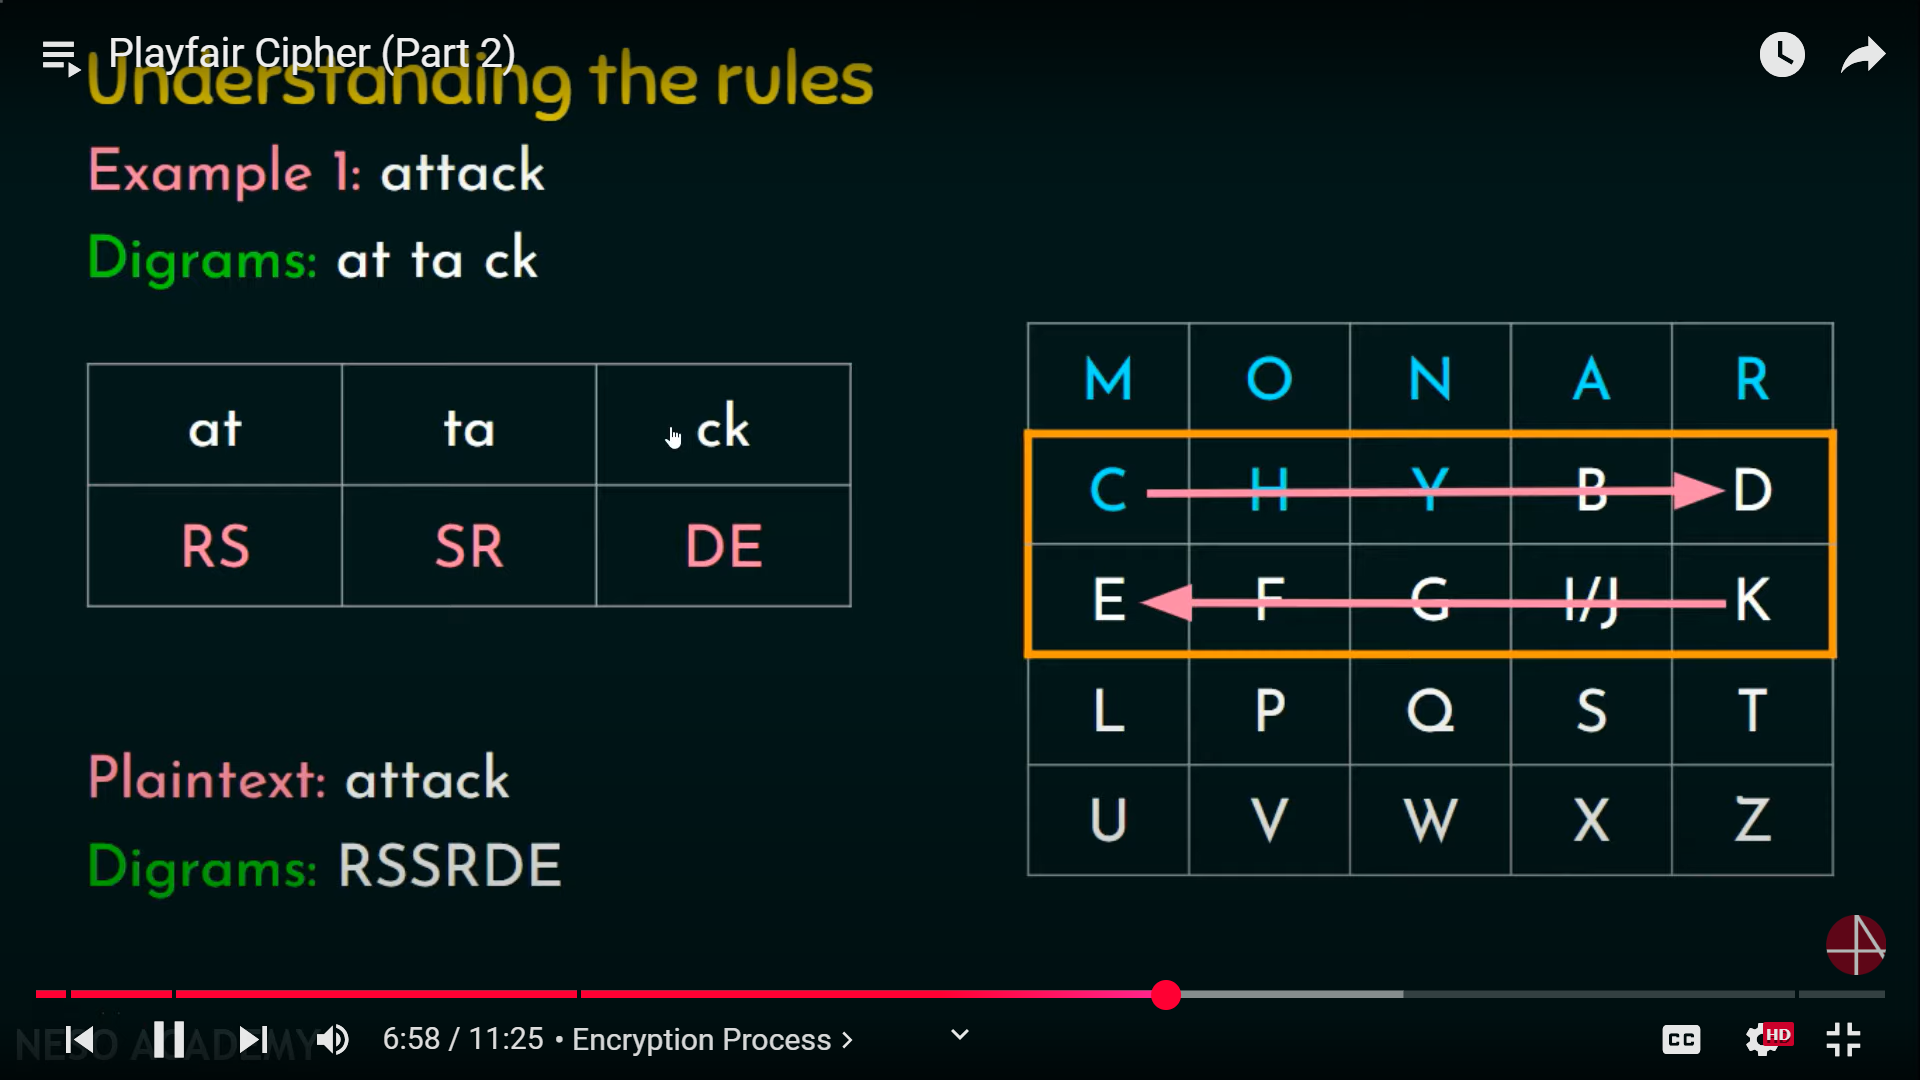 Playfair Cipher (Part 2)
Understanding the rules
Example 1: attack
Digrams: at ta ck
at ta ck
RS SR DE
M O N A R
C H Y B D
E F G I/J K
L P Q S T
U V W X Z
Plaintext: attack
Digrams: RSSRDE
NESO ACADEMY
6:58 / 11:25 • Encryption Process >
CC
HD